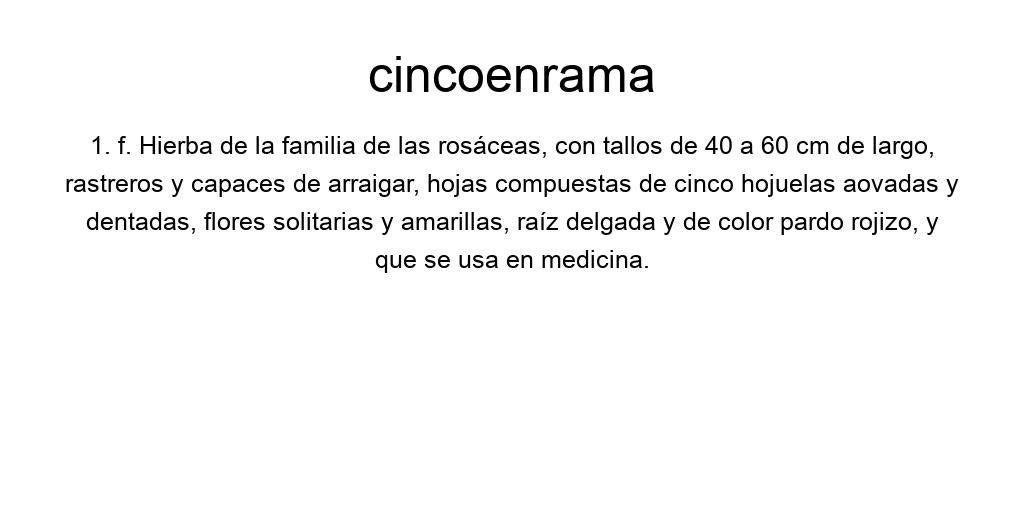 cincoenrama
1. f. Hierba de la familia de las rosáceas, con tallos de 40 a 60 cm de largo,
rastreros y capaces de arraigar, hojas compuestas de cinco hojuelas aovadas y
dentadas, flores solitarias y amarillas, raíz delgada y de color pardo rojizo, y
que se usa en medicina.